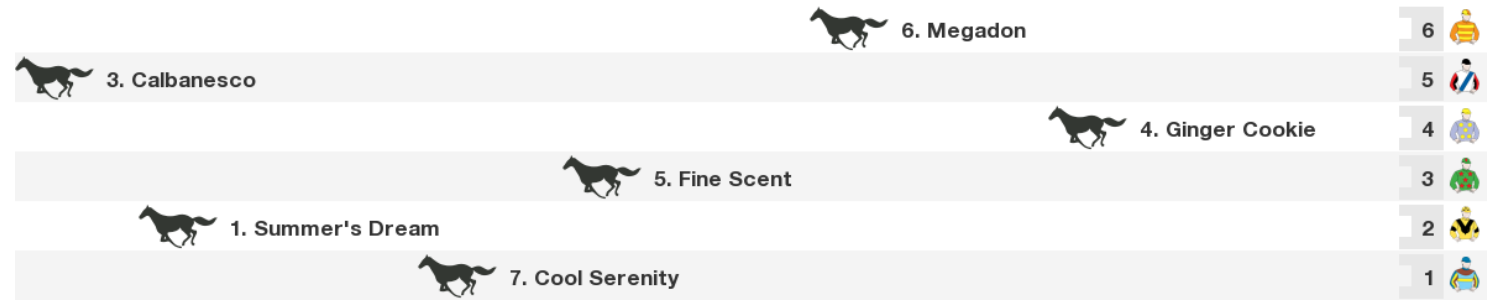 6. Megadon 6
3. Calbanesco 5
4. Ginger Cookie 4
5. Fine Scent 3
1. Summer's Dream 2
7. Cool Serenity 1